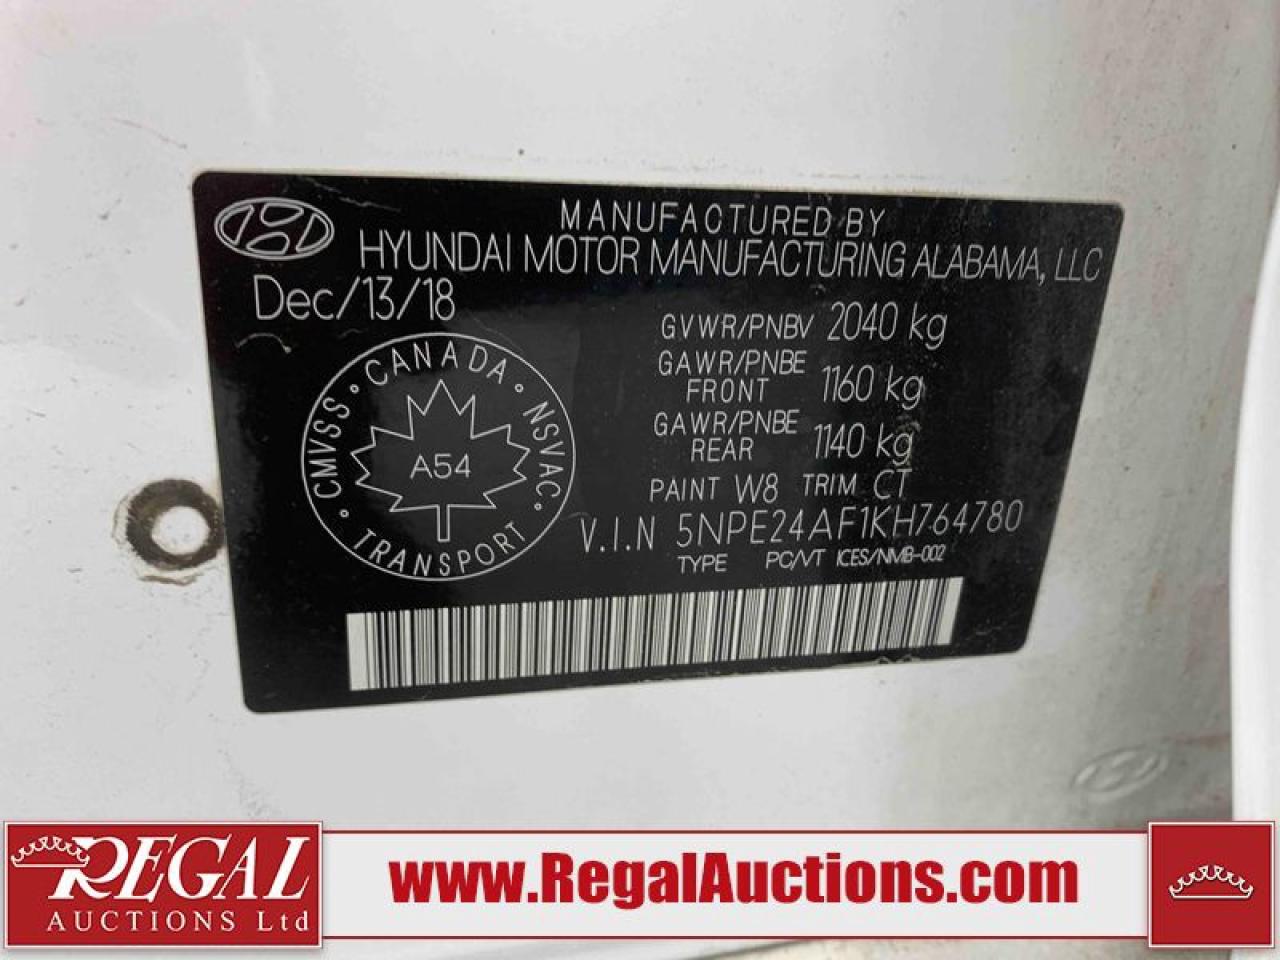 MANUFACTURED BY
HYUNDAI MOTOR MANUFACTURING ALABAMA, LLC
Dec/13/18
GVWR/PNBV 2040 kg
GAWR/PNBE FRONT 1160 kg
GAWR/PNBE REAR 1140 kg
PAINT W8 TRIM CT
V.I.N 5NPE24AF1KH764780
TYPE PC/VT ICES/NMB-002
CANADA
CMVSS
NSVAC
A54
TRANSPORT
REGAL
AUCTIONS Ltd
www.RegalAuctions.com